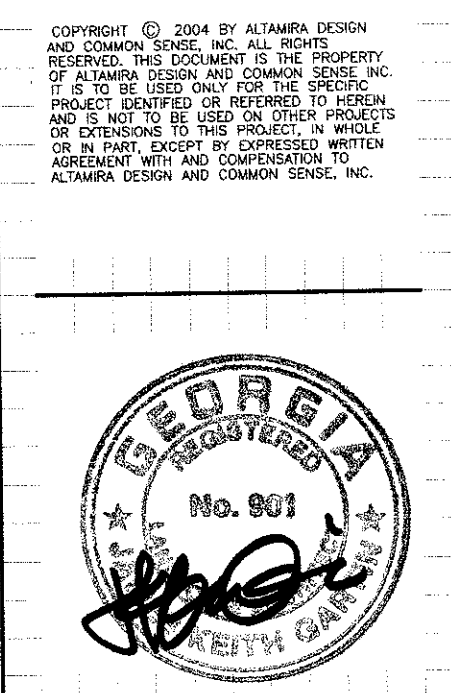 COPYRIGHT © 2004 BY ALTAMIRA DESIGN
AND COMMON SENSE, INC. ALL RIGHTS
RESERVED. THIS DOCUMENT IS THE PROPERTY
OF ALTAMIRA DESIGN AND COMMON SENSE INC.
IT IS TO BE USED ONLY FOR THE SPECIFIC
PROJECT IDENTIFIED OR REFERRED TO HEREIN
AND IS NOT TO BE USED ON OTHER PROJECTS
OR EXTENSIONS TO THIS PROJECT, IN WHOLE
OR IN PART, EXCEPT BY EXPRESSED WRITTEN
AGREEMENT WITH AND COMPENSATION TO
ALTAMIRA DESIGN AND COMMON SENSE, INC.
GEORGIA
REGISTERED
No. 901
KEITH